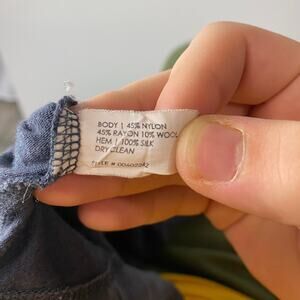 BODY | 45% NYLON
45% RAYON 10% WOOL
HEM | 100% SILK
DRY CLEAN